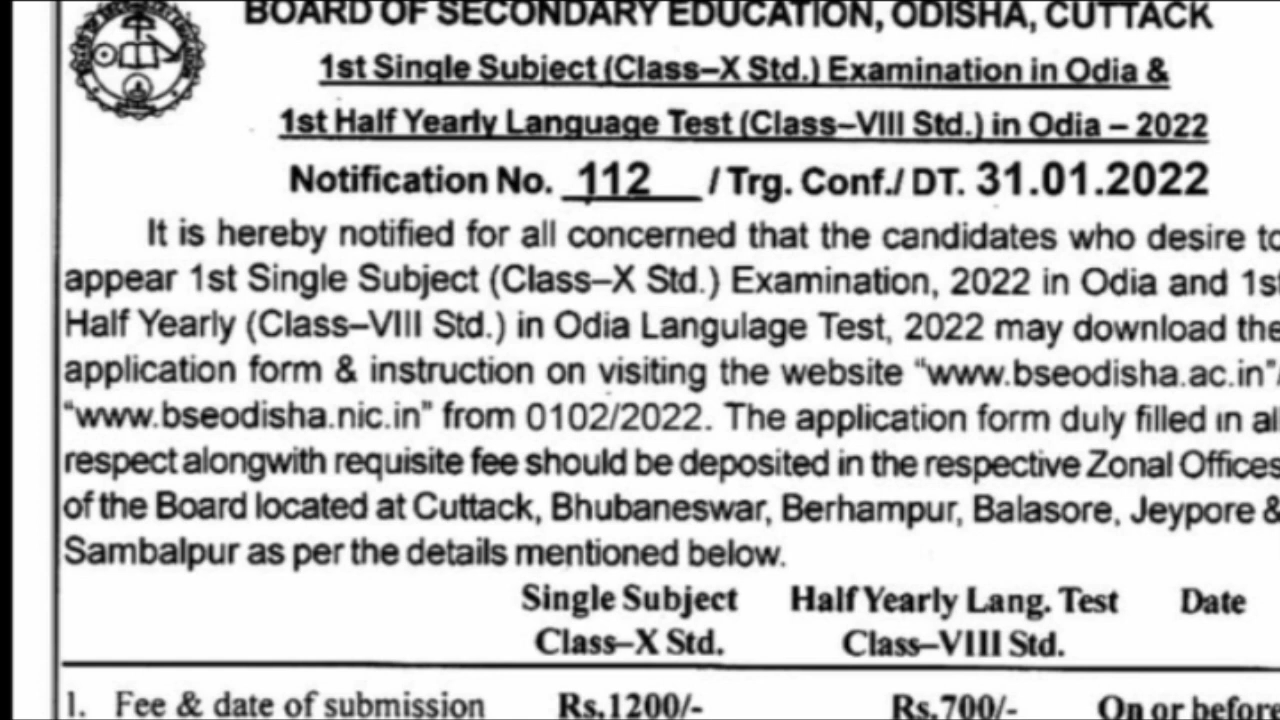 BOARD OF SECONDARY EDUCATION, ODISHA, CUTTACK
1st Single Subject (Class–X Std.) Examination in Odia &
1st Half Yearly Language Test (Class–VIII Std.) in Odia – 2022
Notification No. 112 / Trg. Conf./ DT. 31.01.2022
It is hereby notified for all concerned that the candidates who desire to
appear 1st Single Subject (Class–X Std.) Examination, 2022 in Odia and 1st
Half Yearly (Class–VIII Std.) in Odia Langulage Test, 2022 may download the
application form & instruction on visiting the website “www.bseodisha.ac.in”/
“www.bseodisha.nic.in” from 0102/2022. The application form duly filled in all
respect alongwith requisite fee should be deposited in the respective Zonal Offices
of the Board located at Cuttack, Bhubaneswar, Berhampur, Balasore, Jeypore &
Sambalpur as per the details mentioned below.
Single Subject Half Yearly Lang. Test Date
Class–X Std. Class–VIII Std.
1. Fee & date of submission Rs.1200/- Rs.700/- On or before